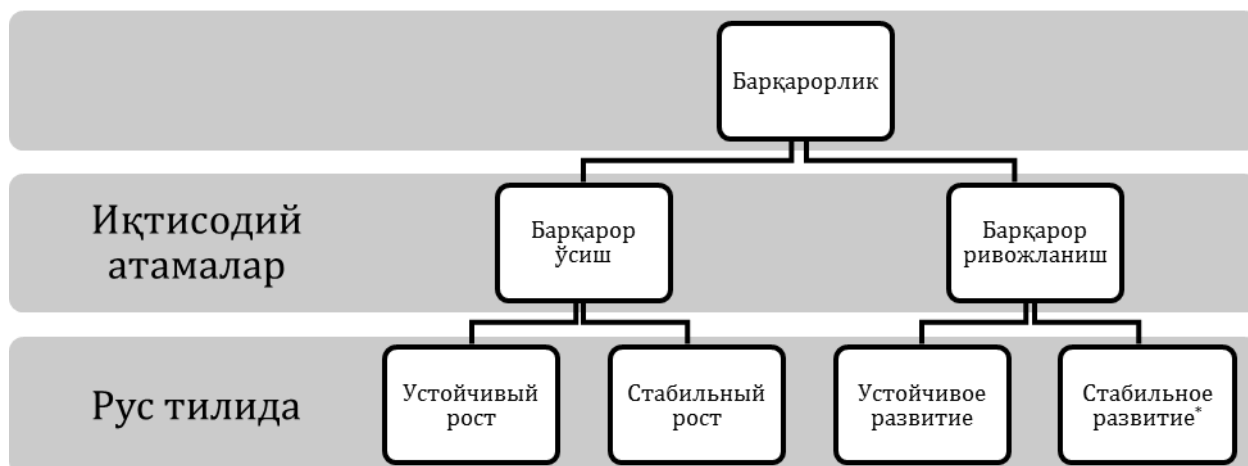 Барқарорлик
Иқтисодий
атамалар
Барқарор
ўсиш
Барқарор
ривожланиш
Рус тилида
Устойчивый
рост
Стабильный
рост
Устойчивое
развитие
Стабильное
развитие*